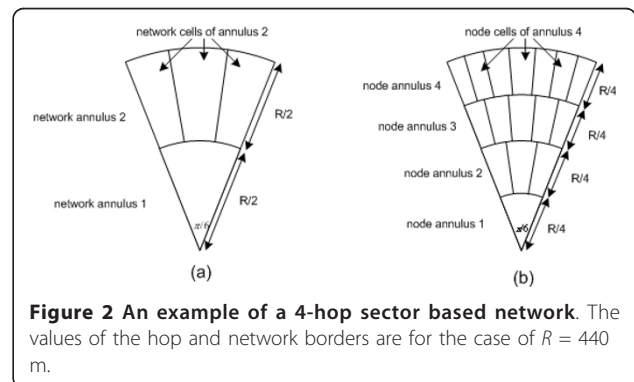 network cells of annulus 2
network annulus 2
R/2
network annulus 1
R/2
π/6
(a)
node cells of annulus 4
node annulus 4
R/4
node annulus 3
R/4
node annulus 2
R/4
node annulus 1
π/6
R/4
(b)
Figure 2 An example of a 4-hop sector based network. The
values of the hop and network borders are for the case of R = 440
m.